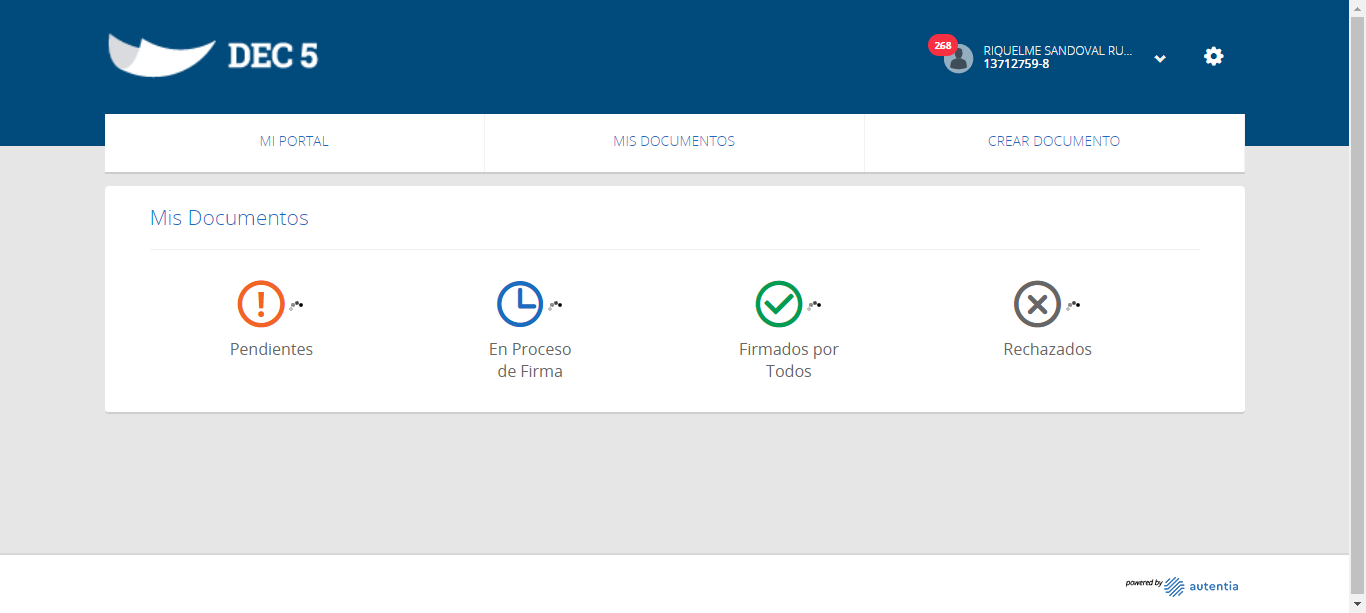 DEC 5
268
RIQUELME SANDOVAL RU...
13712759-8
MI PORTAL
MIS DOCUMENTOS
CREAR DOCUMENTO
Mis Documentos
Pendientes
En Proceso
de Firma
Firmados por
Todos
Rechazados
powered by autentia